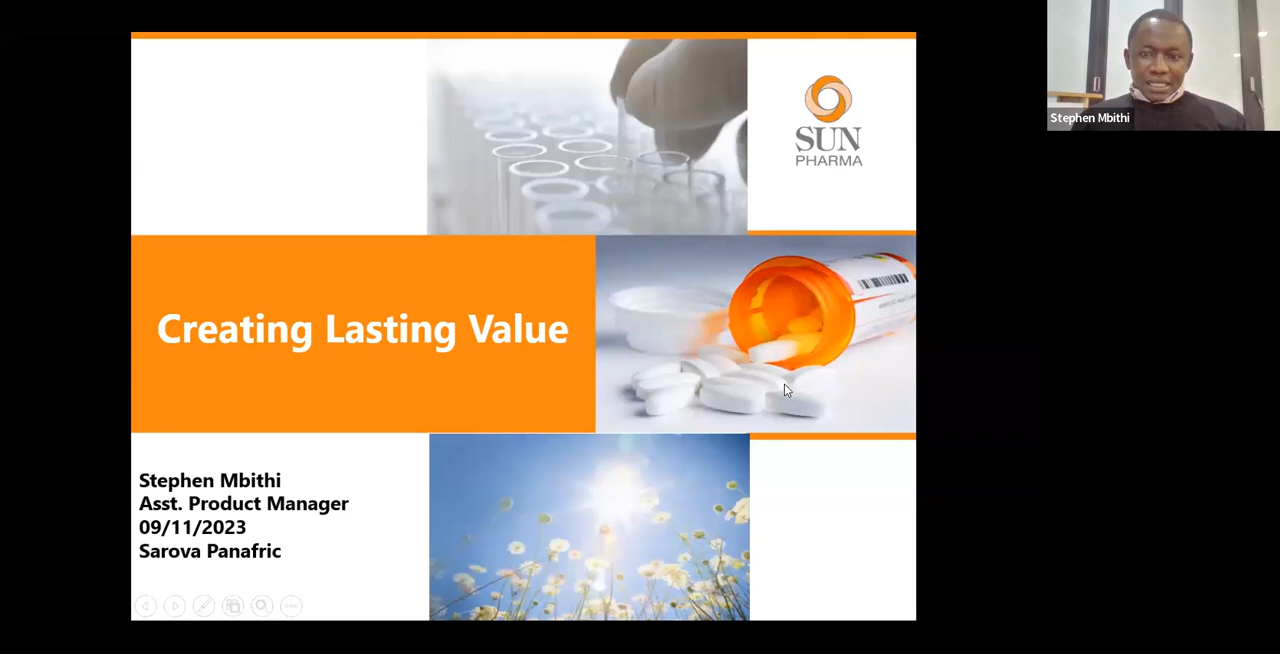 SUN
PHARMA
Stephen Mbithi
Creating Lasting Value
Stephen Mbithi
Asst. Product Manager
09/11/2023
Sarova Panafric